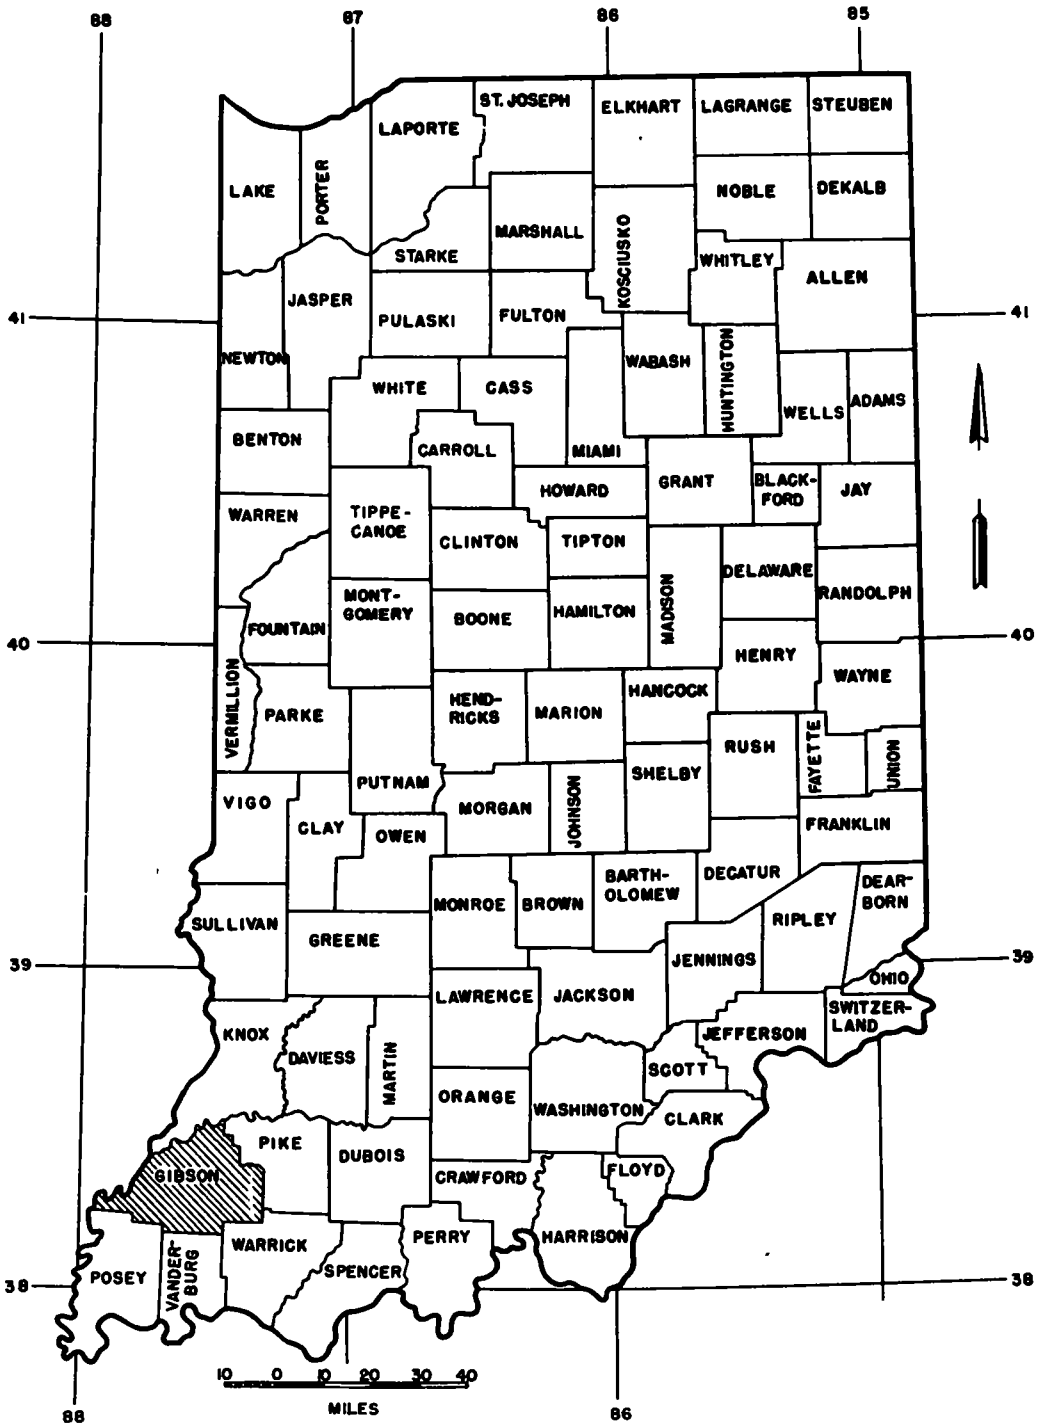 88
87
86
85
ST. JOSEPH
ELKHART
LAGRANGE
STEUBEN
LAPORTE
LAKE
PORTER
NOBLE
DEKALB
MARSHALL
STARKE
KOSCIUSKO
WHITLEY
ALLEN
JASPER
41
PULASKI
FULTON
41
NEWTON
WABASH
HUNTINGTON
WHITE
CASS
WELLS
ADAMS
BENTON
CARROLL
MIAMI
HOWARD
GRANT
BLACK-
FORD
JAY
WARREN
TIPPE-
CANOE
CLINTON
TIPTON
DELAWARE
RANDOLPH
MONT-
GOMERY
BOONE
HAMILTON
MADISON
FOUNTAIN
40
40
HENRY
WAYNE
VERMILLION
PARKE
HEND-
RICKS
MARION
HANCOCK
RUSH
FAYETTE
UNION
PUTNAM
SHELBY
VIGO
CLAY
OWEN
MORGAN
JOHNSON
FRANKLIN
DECATUR
BARTH-
OLOMEW
DEAR-
BORN
SULLIVAN
GREENE
MONROE
BROWN
RIPLEY
39
JENNINGS
39
OHIO
LAWRENCE
JACKSON
SWITZER-
LAND
KNOX
DAVIESS
MARTIN
JEFFERSON
SCOTT
ORANGE
WASHINGTON
CLARK
PIKE
DUBOIS
GIBSON
CRAWFORD
FLOYD
HARRISON
WARRICK
PERRY
POSEY
VANDER-
BURG
SPENCER
38
38
10 0 10 20 30 40
MILES
88
86